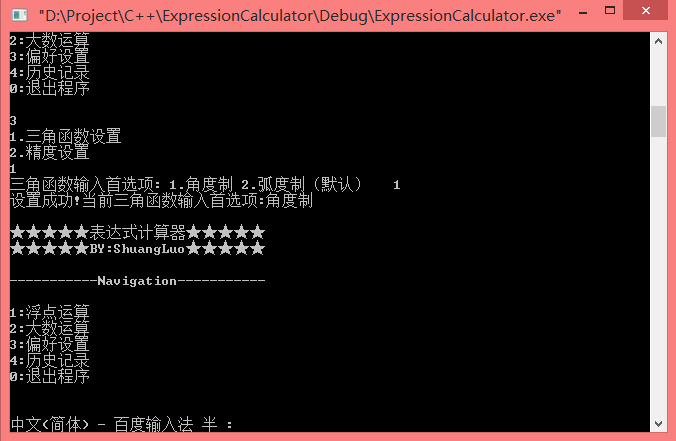 "D:\Project\C++\ExpressionCalculator\Debug\ExpressionCalculator.exe"
2:大数运算
3:偏好设置
4:历史记录
0:退出程序
3
1.三角函数设置
2.精度设置
1
三角函数输入首选项: 1.角度制 2.弧度制（默认）    1
设置成功!当前三角函数输入首选项:角度制
★★★★★表达式计算器★★★★★
★★★★★BY:ShuangLuo★★★★★
-----------Navigation-----------
1:浮点运算
2:大数运算
3:偏好设置
4:历史记录
0:退出程序
中文(简体) - 百度输入法 半 :